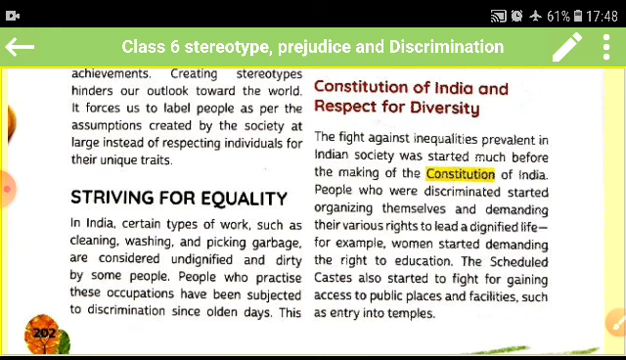 61% 17:48
Class 6 stereotype, prejudice and Discrimination
achievements. Creating stereotypes
hinders our outlook toward the world.
It forces us to label people as per the
assumptions created by the society at
large instead of respecting individuals for
their unique traits.
STRIVING FOR EQUALITY
In India, certain types of work, such as
cleaning, washing, and picking garbage,
are considered undignified and dirty
by some people. People who practise
these occupations have been subjected
to discrimination since olden days. This
202
Constitution of India and
Respect for Diversity
The fight against inequalities prevalent in
Indian society was started much before
the making of the Constitution of India.
People who were discriminated started
organizing themselves and demanding
their various rights to lead a dignified life—
for example, women started demanding
the right to education. The Scheduled
Castes also started to fight for gaining
access to public places and facilities, such
as entry into temples.